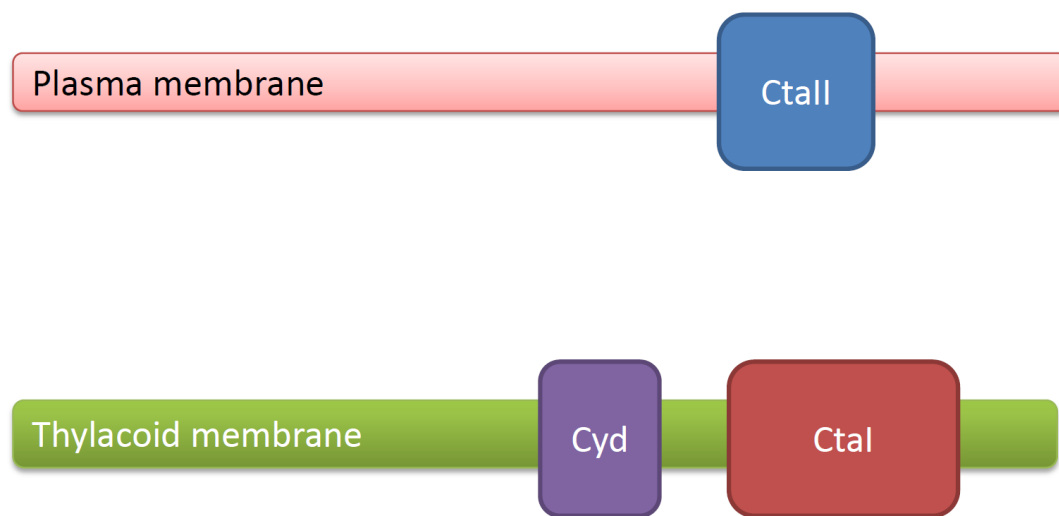 Plasma membrane
CtaII
Thylacoid membrane
Cyd
CtaI